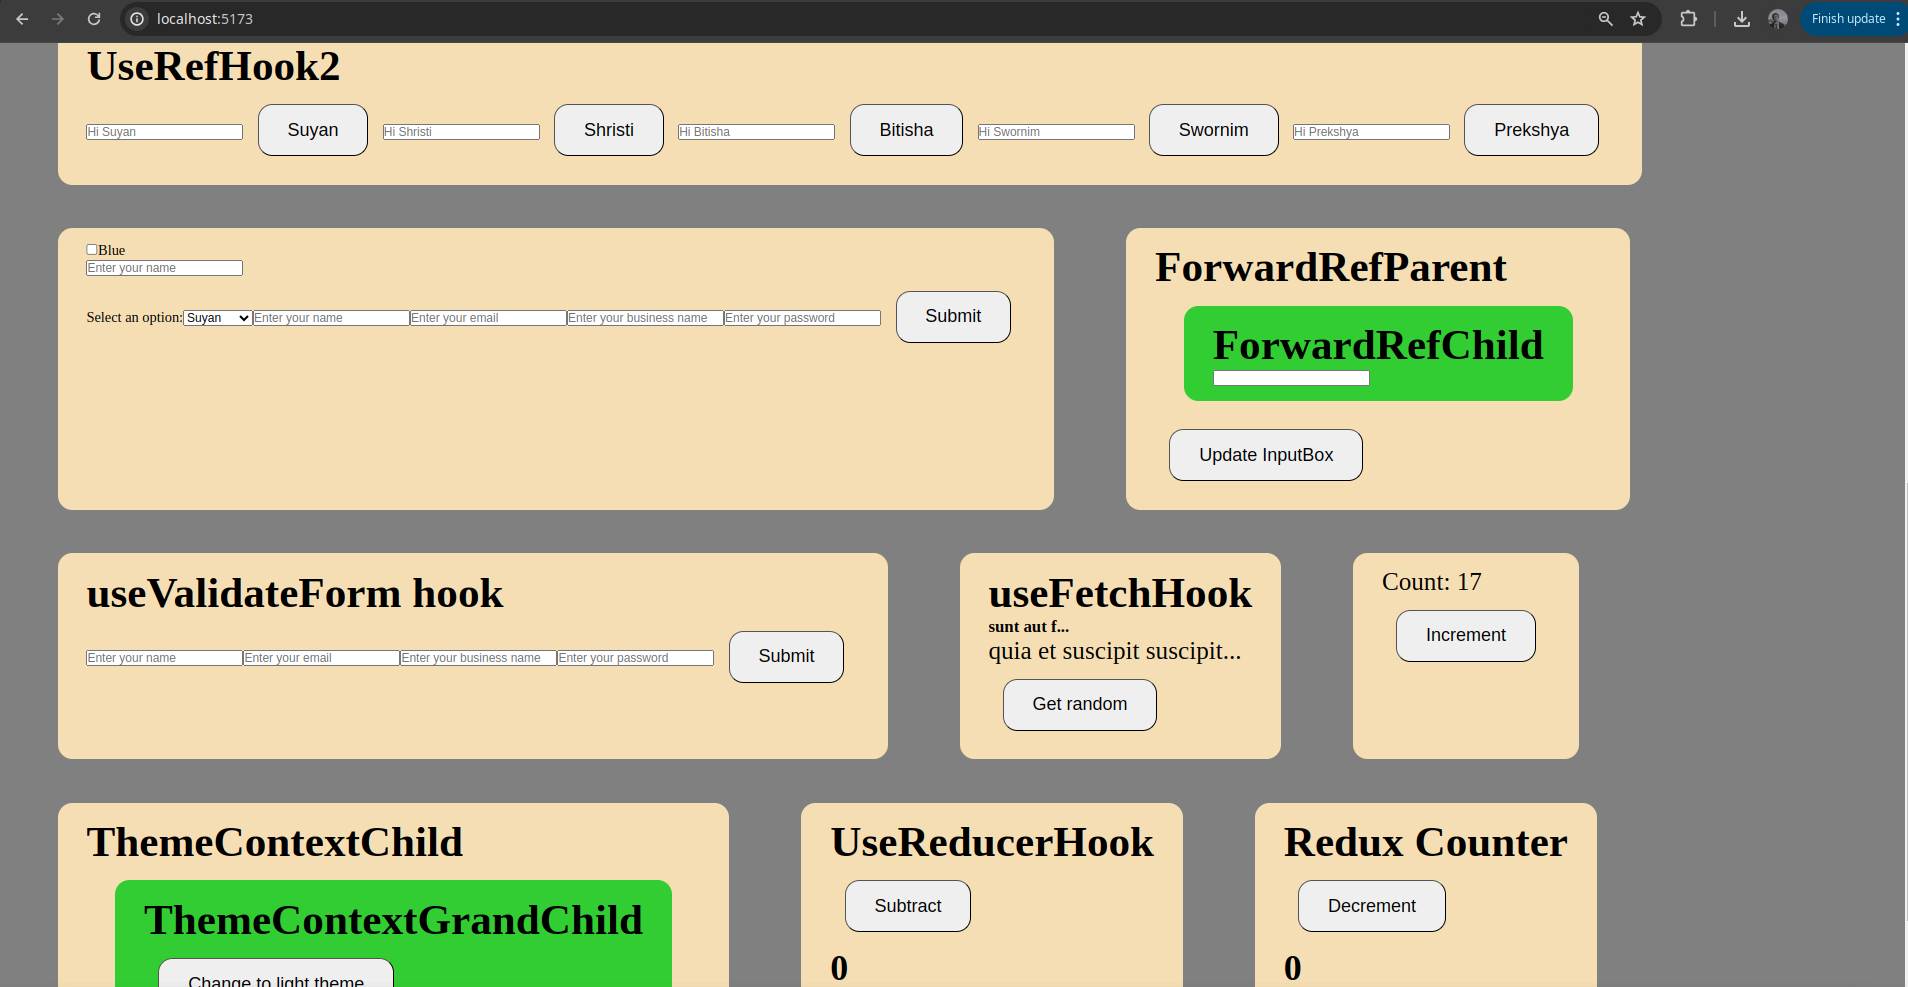 localhost:5173
Finish update
UseRefHook2
Hi Suyan Suyan Hi Shristi Shristi Hi Bitisha Bitisha Hi Swornim Swornim Hi Prekshya Prekshya
Blue
Enter your name
Select an option: Suyan Enter your name Enter your email Enter your business name Enter your password Submit
ForwardRefParent
ForwardRefChild
Update InputBox
useValidateForm hook
Enter your name Enter your email Enter your business name Enter your password Submit
useFetchHook
sunt aut f...
quia et suscipit suscipit...
Get random
Count: 17
Increment
ThemeContextChild
ThemeContextGrandChild
Change to light theme
UseReducerHook
Subtract
0
Redux Counter
Decrement
0